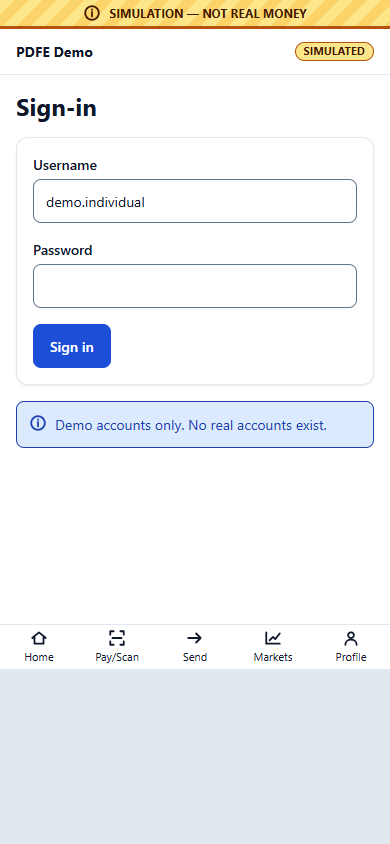 SIMULATION — NOT REAL MONEY
PDFE Demo
SIMULATED
Sign-in
Username
demo.individual
Password
Sign in
Demo accounts only. No real accounts exist.
Home
Pay/Scan
Send
Markets
Profile